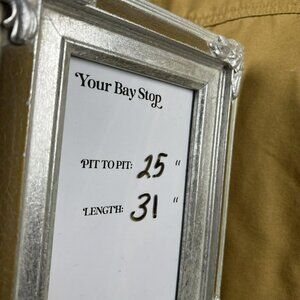 Your Bay Stop
PIT TO PIT: 25 "
LENGTH: 31 "